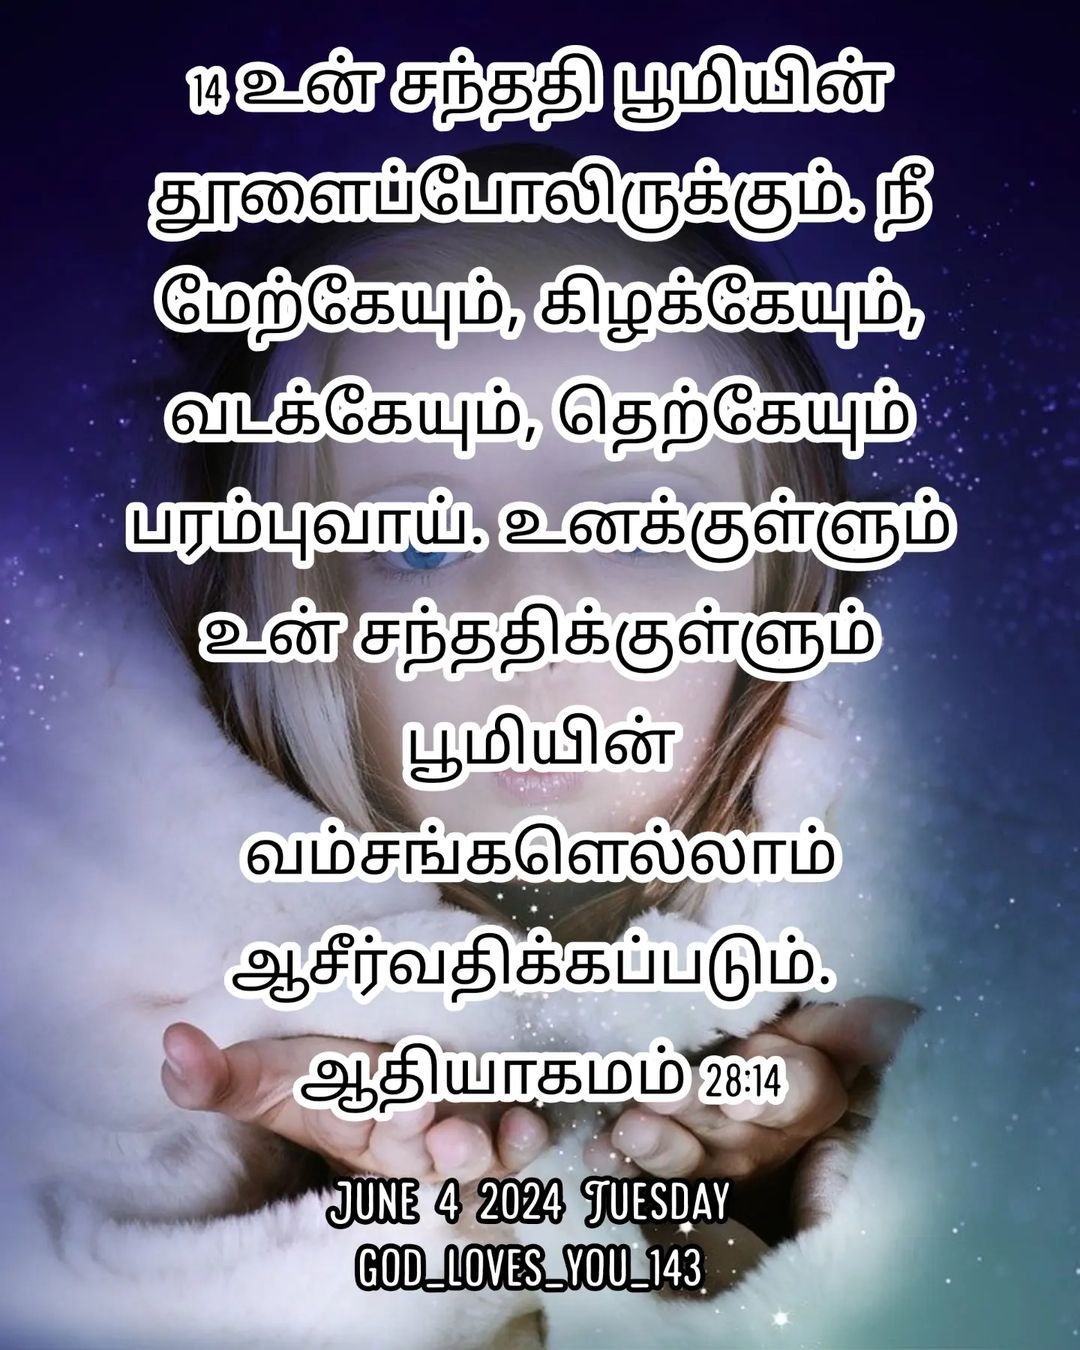 14 உன் சந்ததி பூமியின்
தூளைப்போலிருக்கும். நீ
மேற்கேயும், கிழக்கேயும்,
வடக்கேயும், தெற்கேயும்
பரம்புவாய். உனக்குள்ளும்
உன் சந்ததிக்குள்ளும்
பூமியின்
வம்சங்களெல்லாம்
ஆசீர்வதிக்கப்படும்.
ஆதியாகமம் 28:14
JUNE 4 2024 TUESDAY
GOD_LOVES_YOU_143